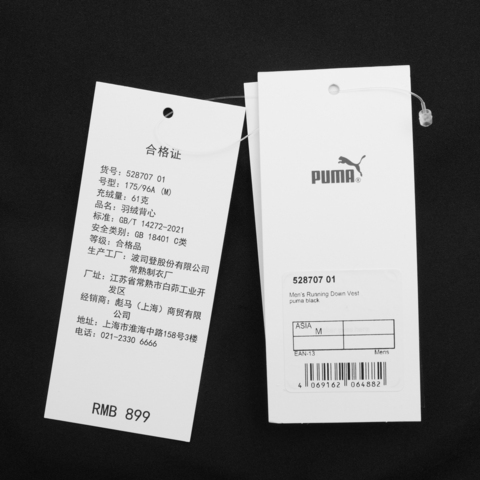 合格证
货号: 528707 01
号型: 175/96A (M)
充绒量: 61克
品名: 羽绒背心
标准: GB/T 14272-2021
安全类别: GB 18401 C类
等级: 合格品
生产工厂: 波司登股份有限公司
常熟制衣厂
厂址: 江苏省常熟市白茆工业开
发区
经销商: 彪马（上海）商贸有限
公司
地址: 上海市淮海中路158号3楼
电话: 021-2330 6666
RMB 899
PUMA
528707 01
Men's Running Down Vest
puma black
ASIA
M
EAN-13
Mens
4 069162 064882